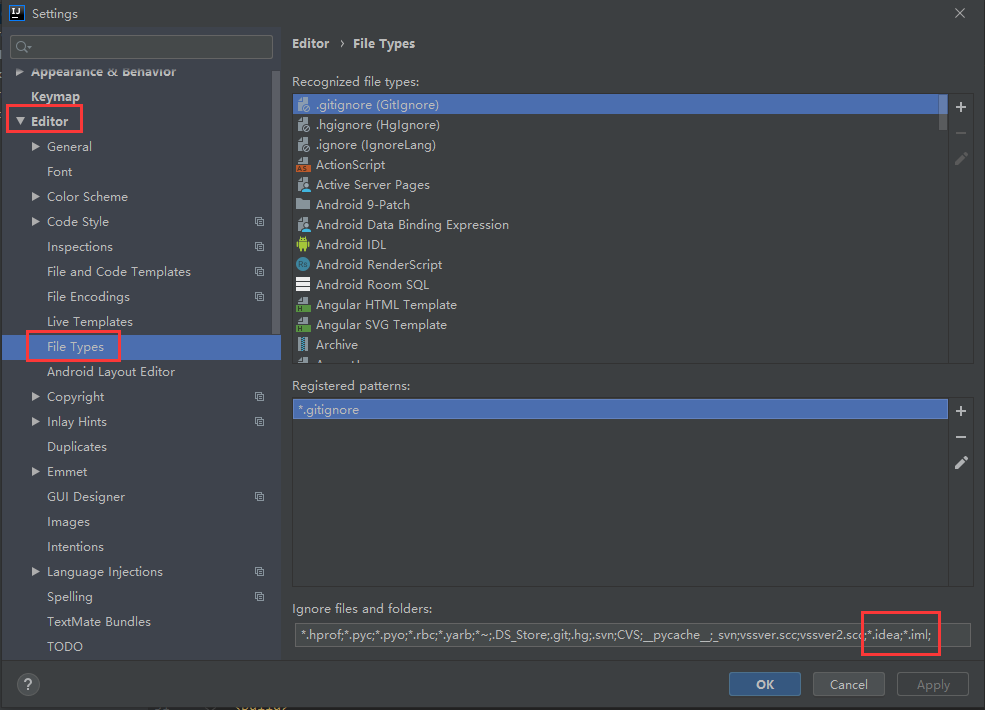 Settings
Appearance & Behavior
Keymap
Editor
General
Font
Color Scheme
Code Style
Inspections
File and Code Templates
File Encodings
Live Templates
File Types
Android Layout Editor
Copyright
Inlay Hints
Duplicates
Emmet
GUI Designer
Images
Intentions
Language Injections
Spelling
TextMate Bundles
TODO
Editor › File Types
Recognized file types:
.gitignore (GitIgnore)
.hgignore (HgIgnore)
.ignore (IgnoreLang)
ActionScript
Active Server Pages
Android 9-Patch
Android Data Binding Expression
Android IDL
Android RenderScript
Android Room SQL
Angular HTML Template
Angular SVG Template
Archive
Registered patterns:
*.gitignore
Ignore files and folders:
*.hprof;*.pyc;*.pyo;*.rbc;*.yarb;*~;.DS_Store;.git;.hg;.svn;CVS;__pycache__;_svn;vssver.scc;vssver2.scc;*.idea;*.iml;
?
OK
Cancel
Apply